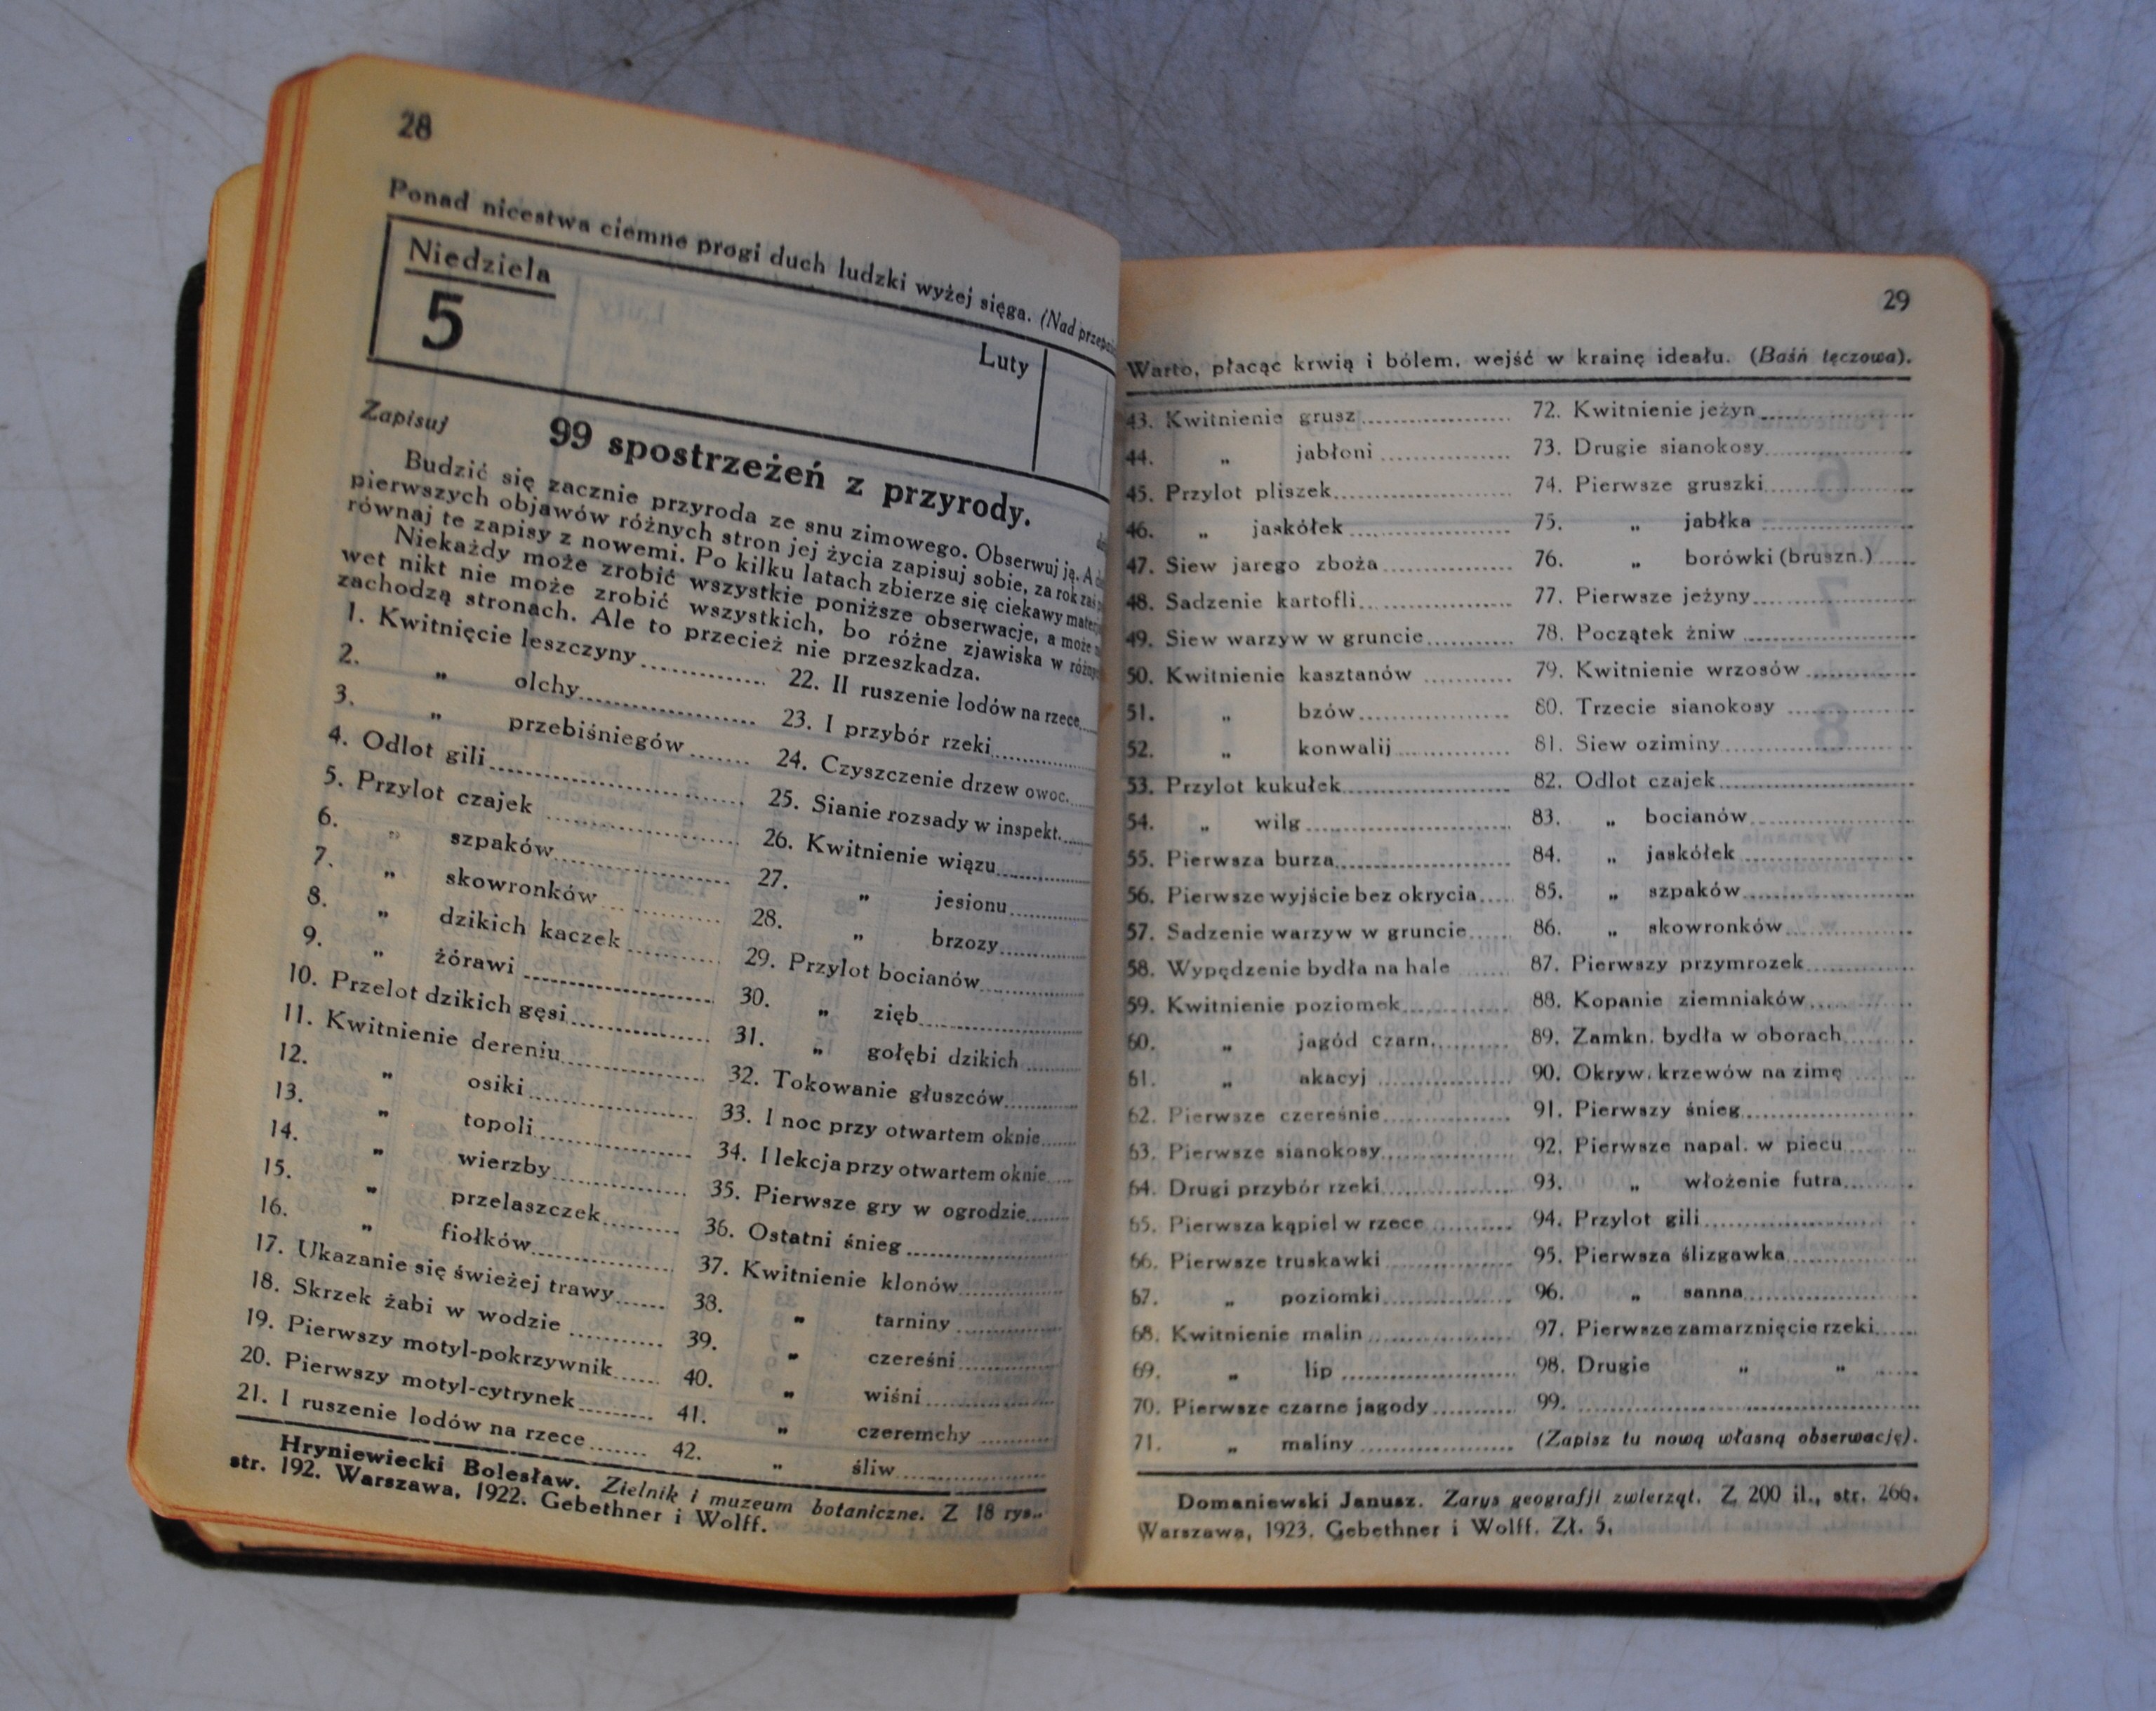 28
Ponad nicestwa ciemne progi duch ludzki wyżej sięga. (Nad
Niedziela
5
Luty
Zapisuj
99 spostrzeżeń z przyrody.
Budzić się zacznie przyroda ze snu zimowego. Obserwuj ją. A
pierwszych objawów różnych stron jej życia zapisuj sobie, za rok zaś
równaj te zapisy z nowemi. Po kilku latach zbierze się ciekawy
Niekażdy może zrobić wszystkie poniższe obserwacje, a może
wet nikt nie może zrobić wszystkich, bo różne zjawiska w
zachodzą stronach. Ale to przecież nie przeszkadza.
1. Kwitnięcie leszczyny
2. „ olchy
3. „ przebiśniegów
4. Odlot gili
5. Przylot czajek
6. „ szpaków
7. „ skowronków
8. „ dzikich kaczek
9. „ żórawi
10. Przelot dzikich gęsi
11. Kwitnienie dereniu
12. „ osiki
13. „ topoli
14. „ wierzby
15. „ przelaszczek
16. „ fiołków
17. Ukazanie się świeżej trawy
18. Skrzek żabi w wodzie
19. Pierwszy motyl-pokrzywnik
20. Pierwszy motyl-cytrynek
21. I ruszenie lodów na rzece
22. II ruszenie lodów na rzece
23. I przybór rzeki
24. Czyszczenie drzew owoc.
25. Sianie rozsady w inspekt.
26. Kwitnienie wiązu
27. „ jesionu
28. „ brzozy
29. Przylot bocianów
30. „ zięb
31. „ gołębi dzikich
32. Tokowanie głuszców
33. I noc przy otwartem oknie
34. I lekcja przy otwartem oknie
35. Pierwsze gry w ogrodzie
36. Ostatni śnieg
37. Kwitnienie klonów
38. „ tarniny
39. „ czereśni
40. „ wiśni
41. „ czeremchy
42. „ śliw
Hryniewiecki Bolesław. Zielnik i muzeum botaniczne. Z 18 rys.,
str. 192. Warszawa, 1922. Gebethner i Wolff.
29
Warto, płacąc krwią i bólem, wejść w krainę ideału. (Baśń tęczowa).
43. Kwitnienie grusz
44. „ jabłoni
45. Przylot pliszek
46. „ jaskółek
47. Siew jarego zboża
48. Sadzenie kartofli
49. Siew warzyw w gruncie
50. Kwitnienie kasztanów
51. „ bzów
52. „ konwalij
53. Przylot kukułek
54. „ wilg
55. Pierwsza burza
56. Pierwsze wyjście bez okrycia
57. Sadzenie warzyw w gruncie
58. Wypędzenie bydła na hale
59. Kwitnienie poziomek
60. „ jagód czarn.
61. „ akacyj
62. Pierwsze czereśnie
63. Pierwsze sianokosy
64. Drugi przybór rzeki
65. Pierwsza kąpiel w rzece
66. Pierwsze truskawki
67. „ poziomki
68. Kwitnienie malin
69. „ lip
70. Pierwsze czarne jagody
71. „ maliny
72. Kwitnienie jeżyn
73. Drugie sianokosy
74. Pierwsze gruszki
75. „ jabłka
76. „ borówki (bruszn.)
77. Pierwsze jeżyny
78. Początek żniw
79. Kwitnienie wrzosów
80. Trzecie sianokosy
81. Siew oziminy
82. Odlot czajek
83. „ bocianów
84. „ jaskółek
85. „ szpaków
86. „ skowronków
87. Pierwszy przymrozek
88. Kopanie ziemniaków
89. Zamkn. bydła w oborach
90. Okryw. krzewów na zimę
91. Pierwszy śnieg
92. Pierwsze napal. w piecu
93. „ włożenie futra
94. Przylot gili
95. Pierwsza ślizgawka
96. „ sanna
97. Pierwsze zamarznięcie rzeki
98. Drugie „ „
99.
(Zapisz tu nową własną obserwację).
Domaniewski Janusz. Zarys geografji zwierząt. Z 200 il., str. 266.
Warszawa, 1923. Gebethner i Wolff. Zł. 5.